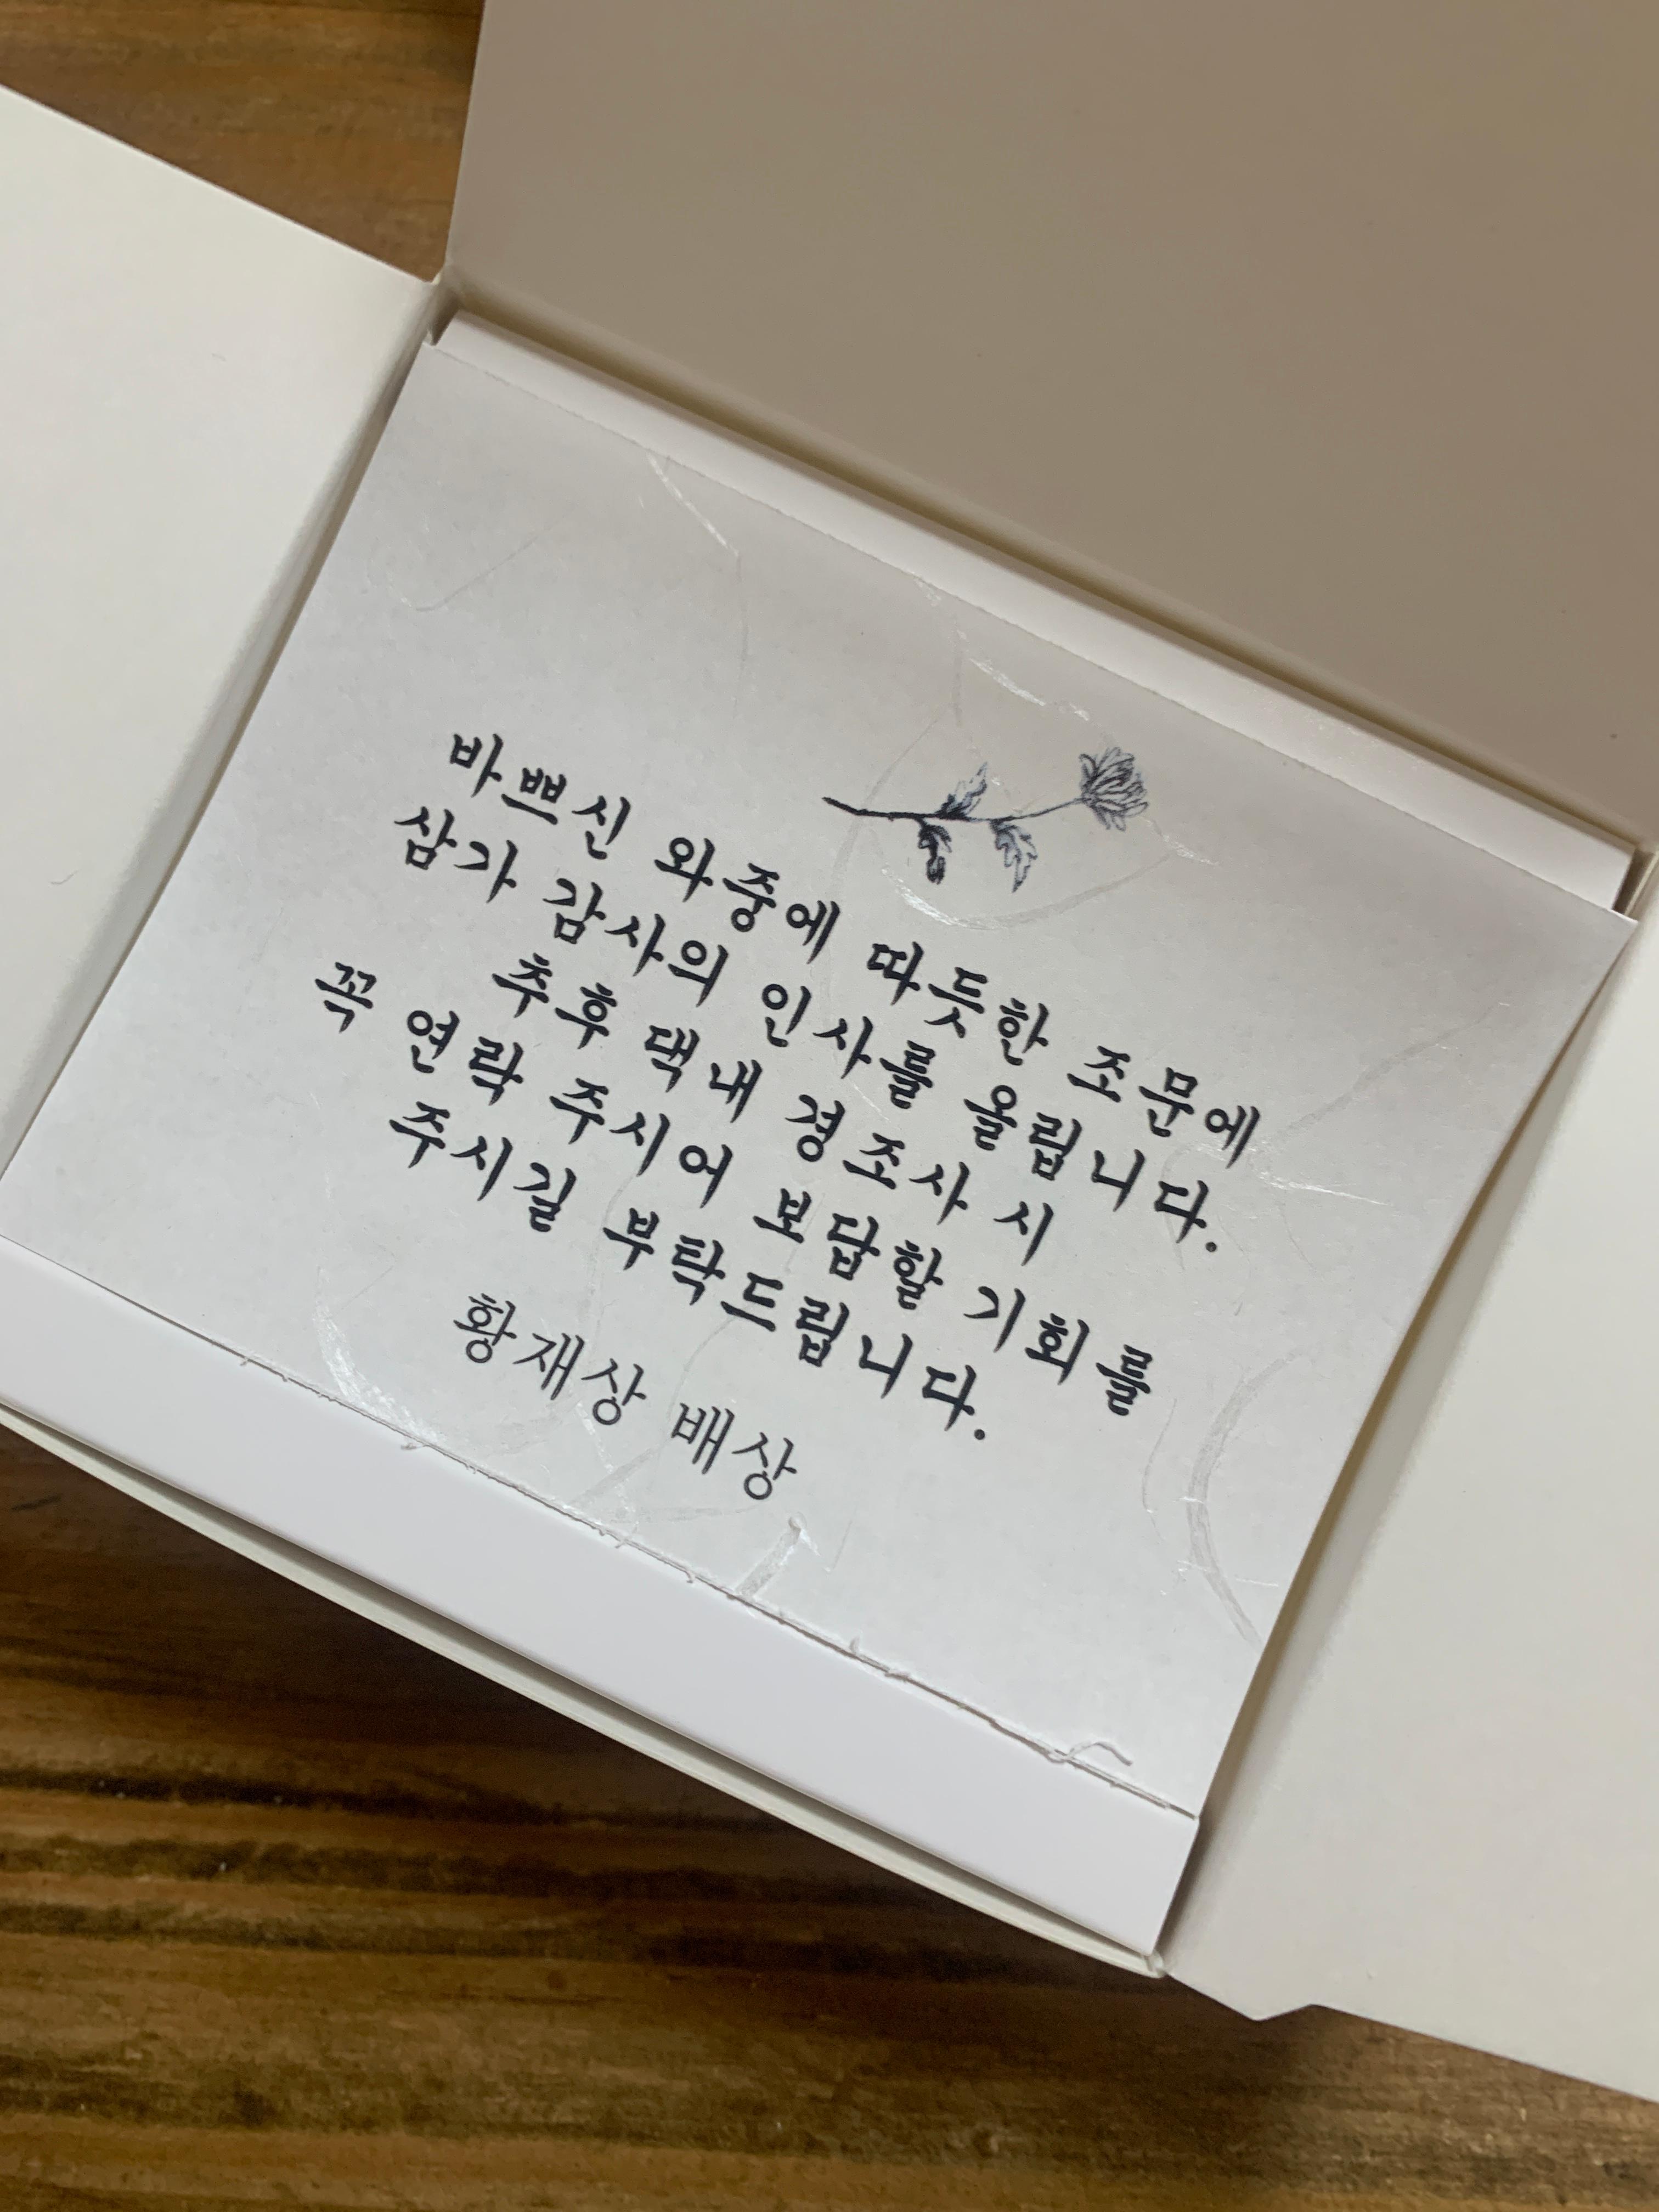 바쁘신 와중에 따듯한 조문에
삼가 감사의 인사를 올립니다.
추후 댁내 경조사 시
꼭 연락 주시어 보답할 기회를
주시길 부탁드립니다.
황재상 배상